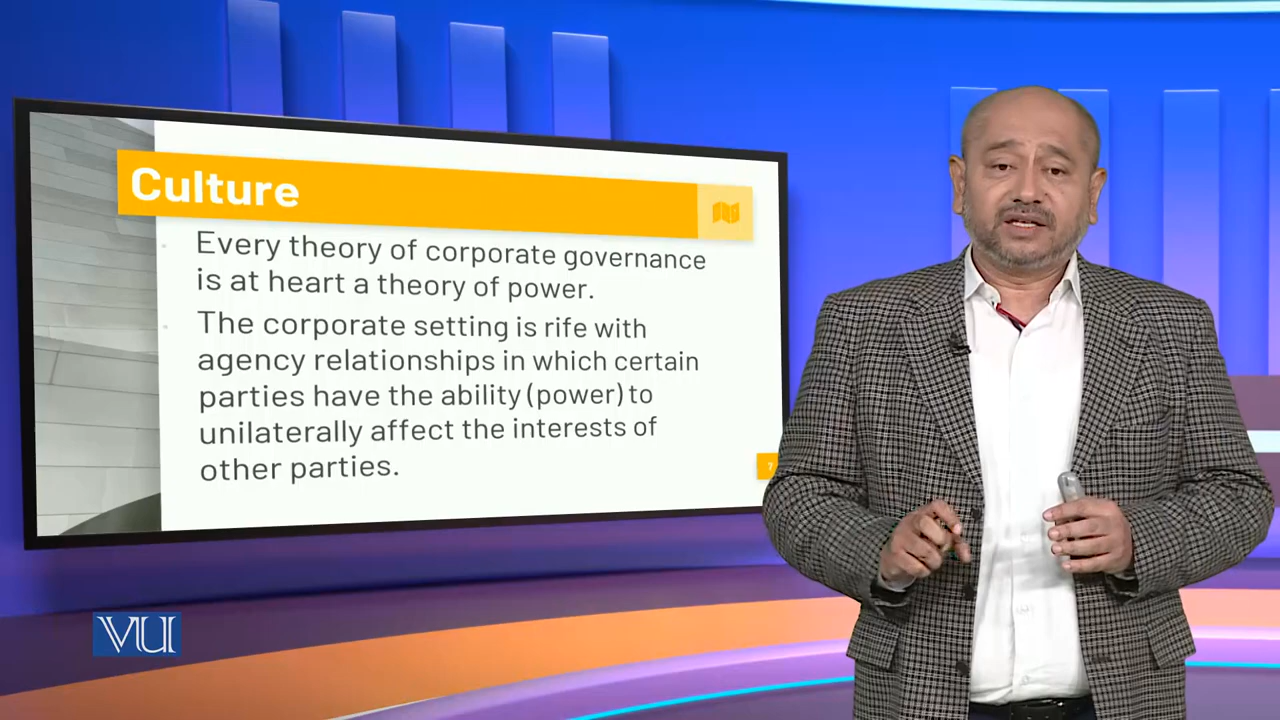 Culture
Every theory of corporate governance
is at heart a theory of power.
The corporate setting is rife with
agency relationships in which certain
parties have the ability (power) to
unilaterally affect the interests of
other parties.
7
VU